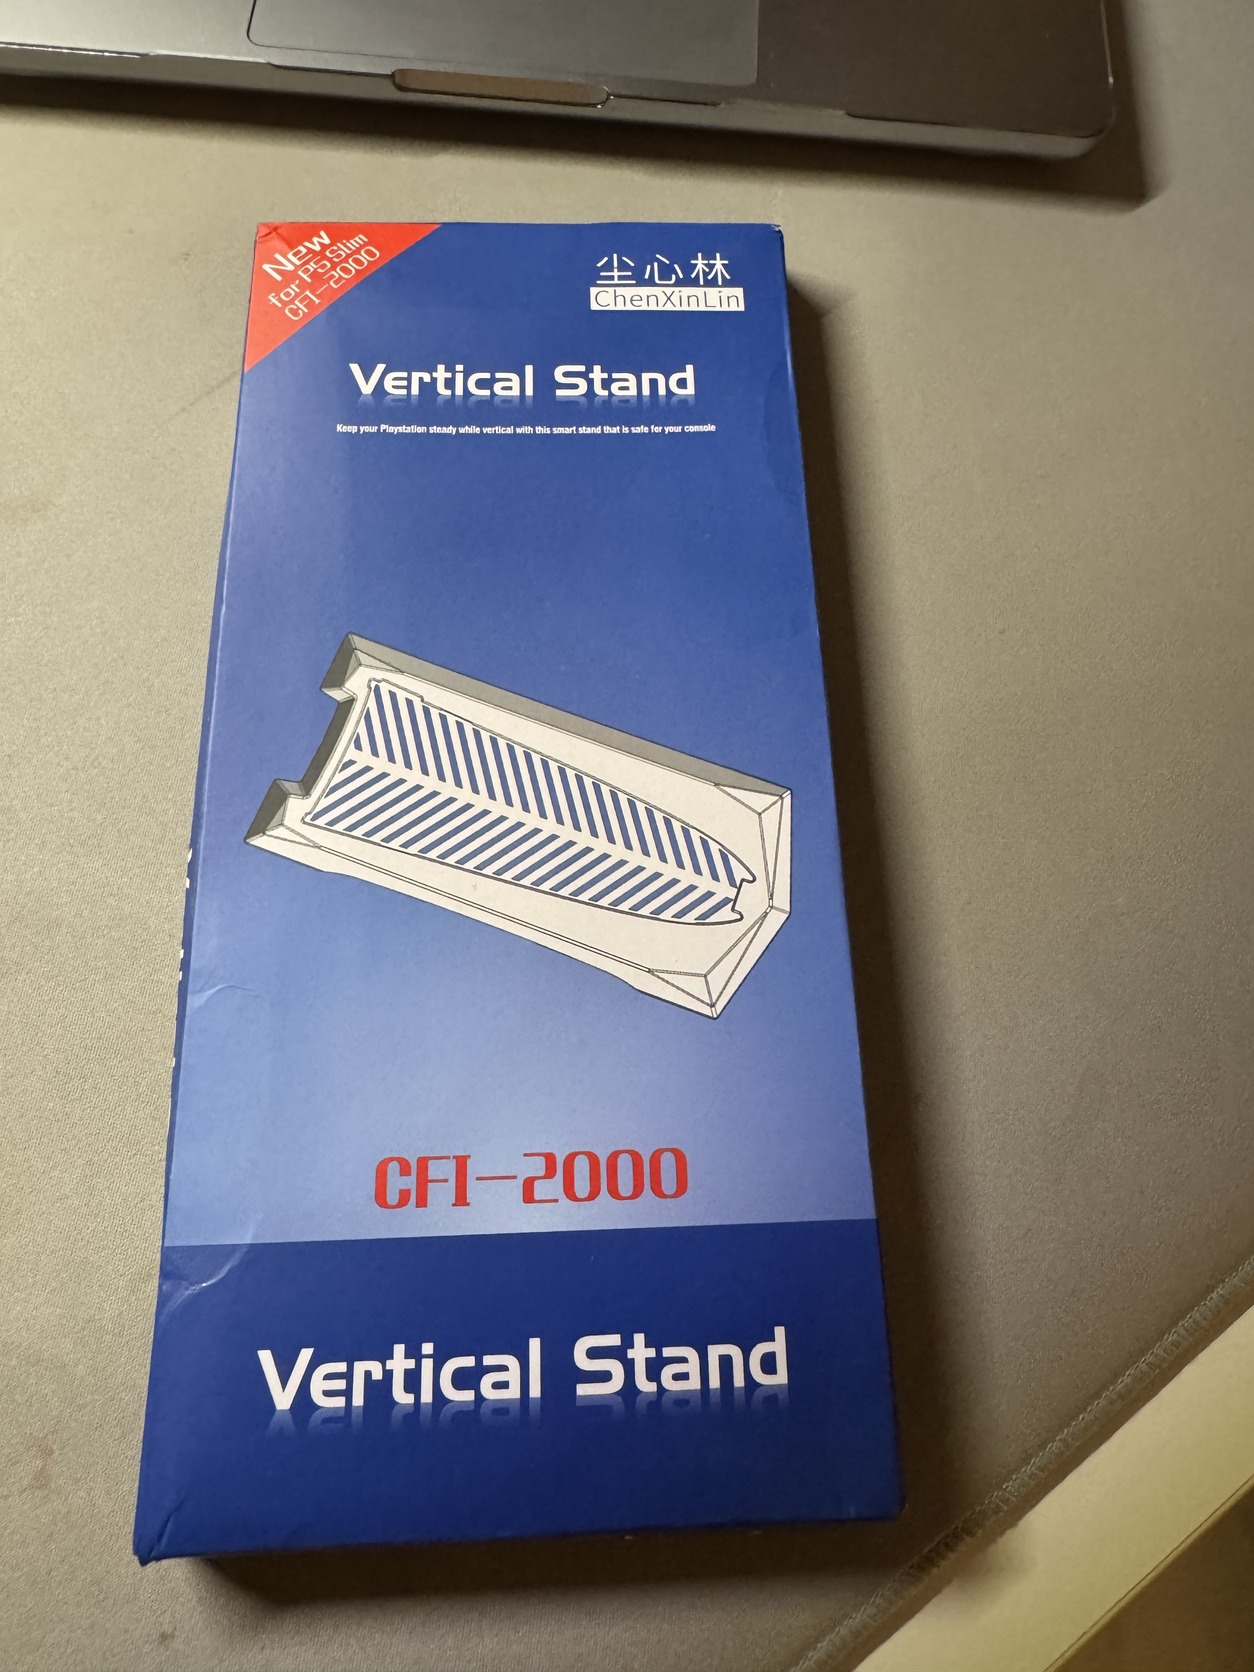 New
for P5 Slim
CFI-2000
尘心林
ChenXinLin
Vertical Stand
Keep your Playstation steady while vertical with this smart stand that is safe for your console
CFI-2000
Vertical Stand